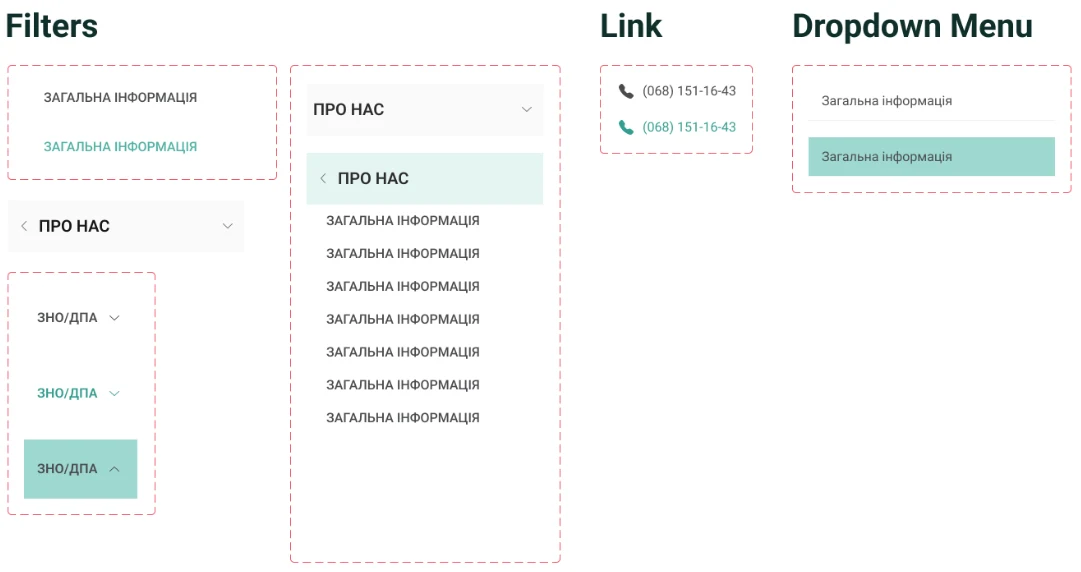 Filters
ЗАГАЛЬНА ІНФОРМАЦІЯ
ЗАГАЛЬНА ІНФОРМАЦІЯ
ПРО НАС
ЗНО/ДПА
ЗНО/ДПА
ЗНО/ДПА
ПРО НАС
ПРО НАС
ЗАГАЛЬНА ІНФОРМАЦІЯ
ЗАГАЛЬНА ІНФОРМАЦІЯ
ЗАГАЛЬНА ІНФОРМАЦІЯ
ЗАГАЛЬНА ІНФОРМАЦІЯ
ЗАГАЛЬНА ІНФОРМАЦІЯ
ЗАГАЛЬНА ІНФОРМАЦІЯ
ЗАГАЛЬНА ІНФОРМАЦІЯ
Link
(068) 151-16-43
(068) 151-16-43
Dropdown Menu
Загальна інформація
Загальна інформація